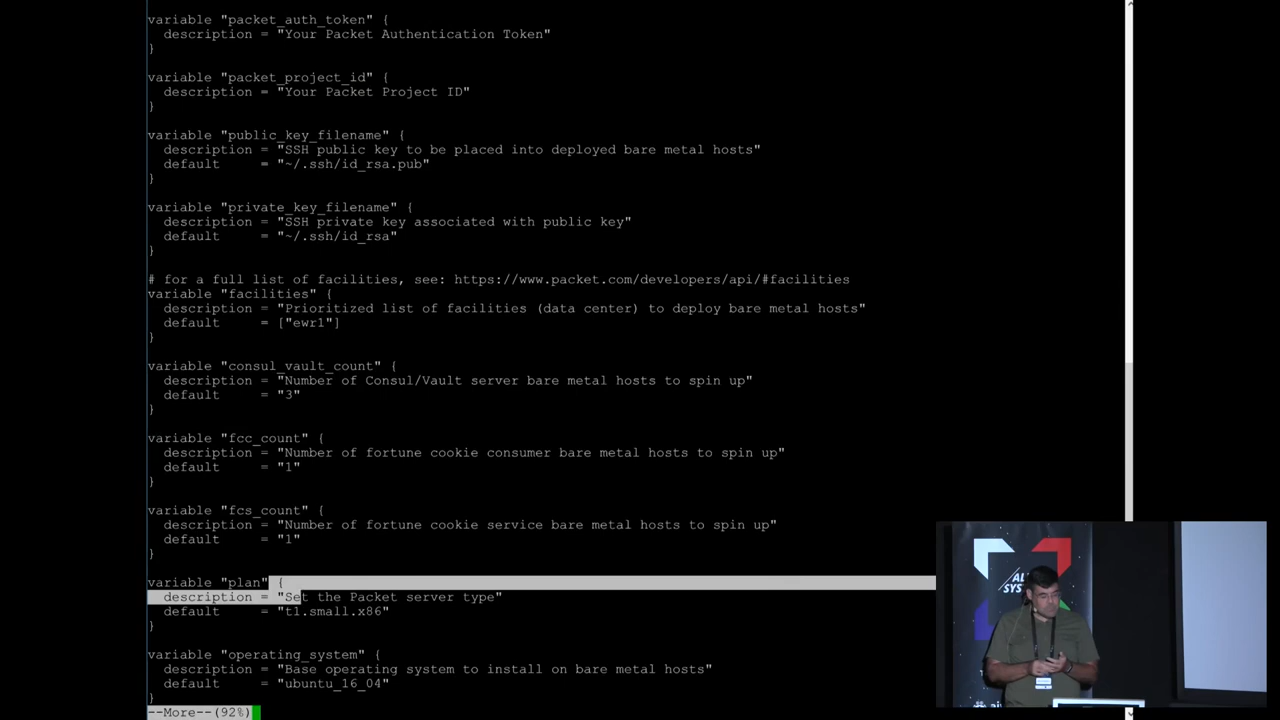 variable "packet_auth_token" {
  description = "Your Packet Authentication Token"
}
variable "packet_project_id" {
  description = "Your Packet Project ID"
}
variable "public_key_filename" {
  description = "SSH public key to be placed into deployed bare metal hosts"
  default     = "~/.ssh/id_rsa.pub"
}
variable "private_key_filename" {
  description = "SSH private key associated with public key"
  default     = "~/.ssh/id_rsa"
}
# for a full list of facilities, see: https://www.packet.com/developers/api/#facilities
variable "facilities" {
  description = "Prioritized list of facilities (data center) to deploy bare metal hosts"
  default     = ["ewr1"]
}
variable "consul_vault_count" {
  description = "Number of Consul/Vault server bare metal hosts to spin up"
  default     = "3"
}
variable "fcc_count" {
  description = "Number of fortune cookie consumer bare metal hosts to spin up"
  default     = "1"
}
variable "fcs_count" {
  description = "Number of fortune cookie service bare metal hosts to spin up"
  default     = "1"
}
variable "plan" {
  description = "Set the Packet server type"
  default     = "t1.small.x86"
}
variable "operating_system" {
  description = "Base operating system to install on bare metal hosts"
  default     = "ubuntu_16_04"
}
--More--(92%)